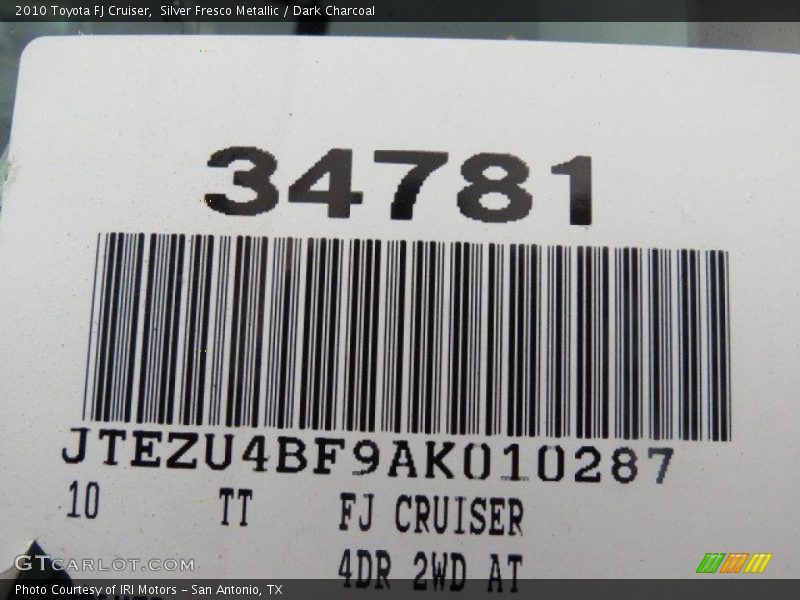 2010 Toyota FJ Cruiser,  Silver Fresco Metallic / Dark Charcoal
34781
JTEZU4BF9AK010287
10 TT FJ CRUISER
4DR 2WD AT
GTCARLOT.COM
Photo Courtesy of IRI Motors – San Antonio, TX